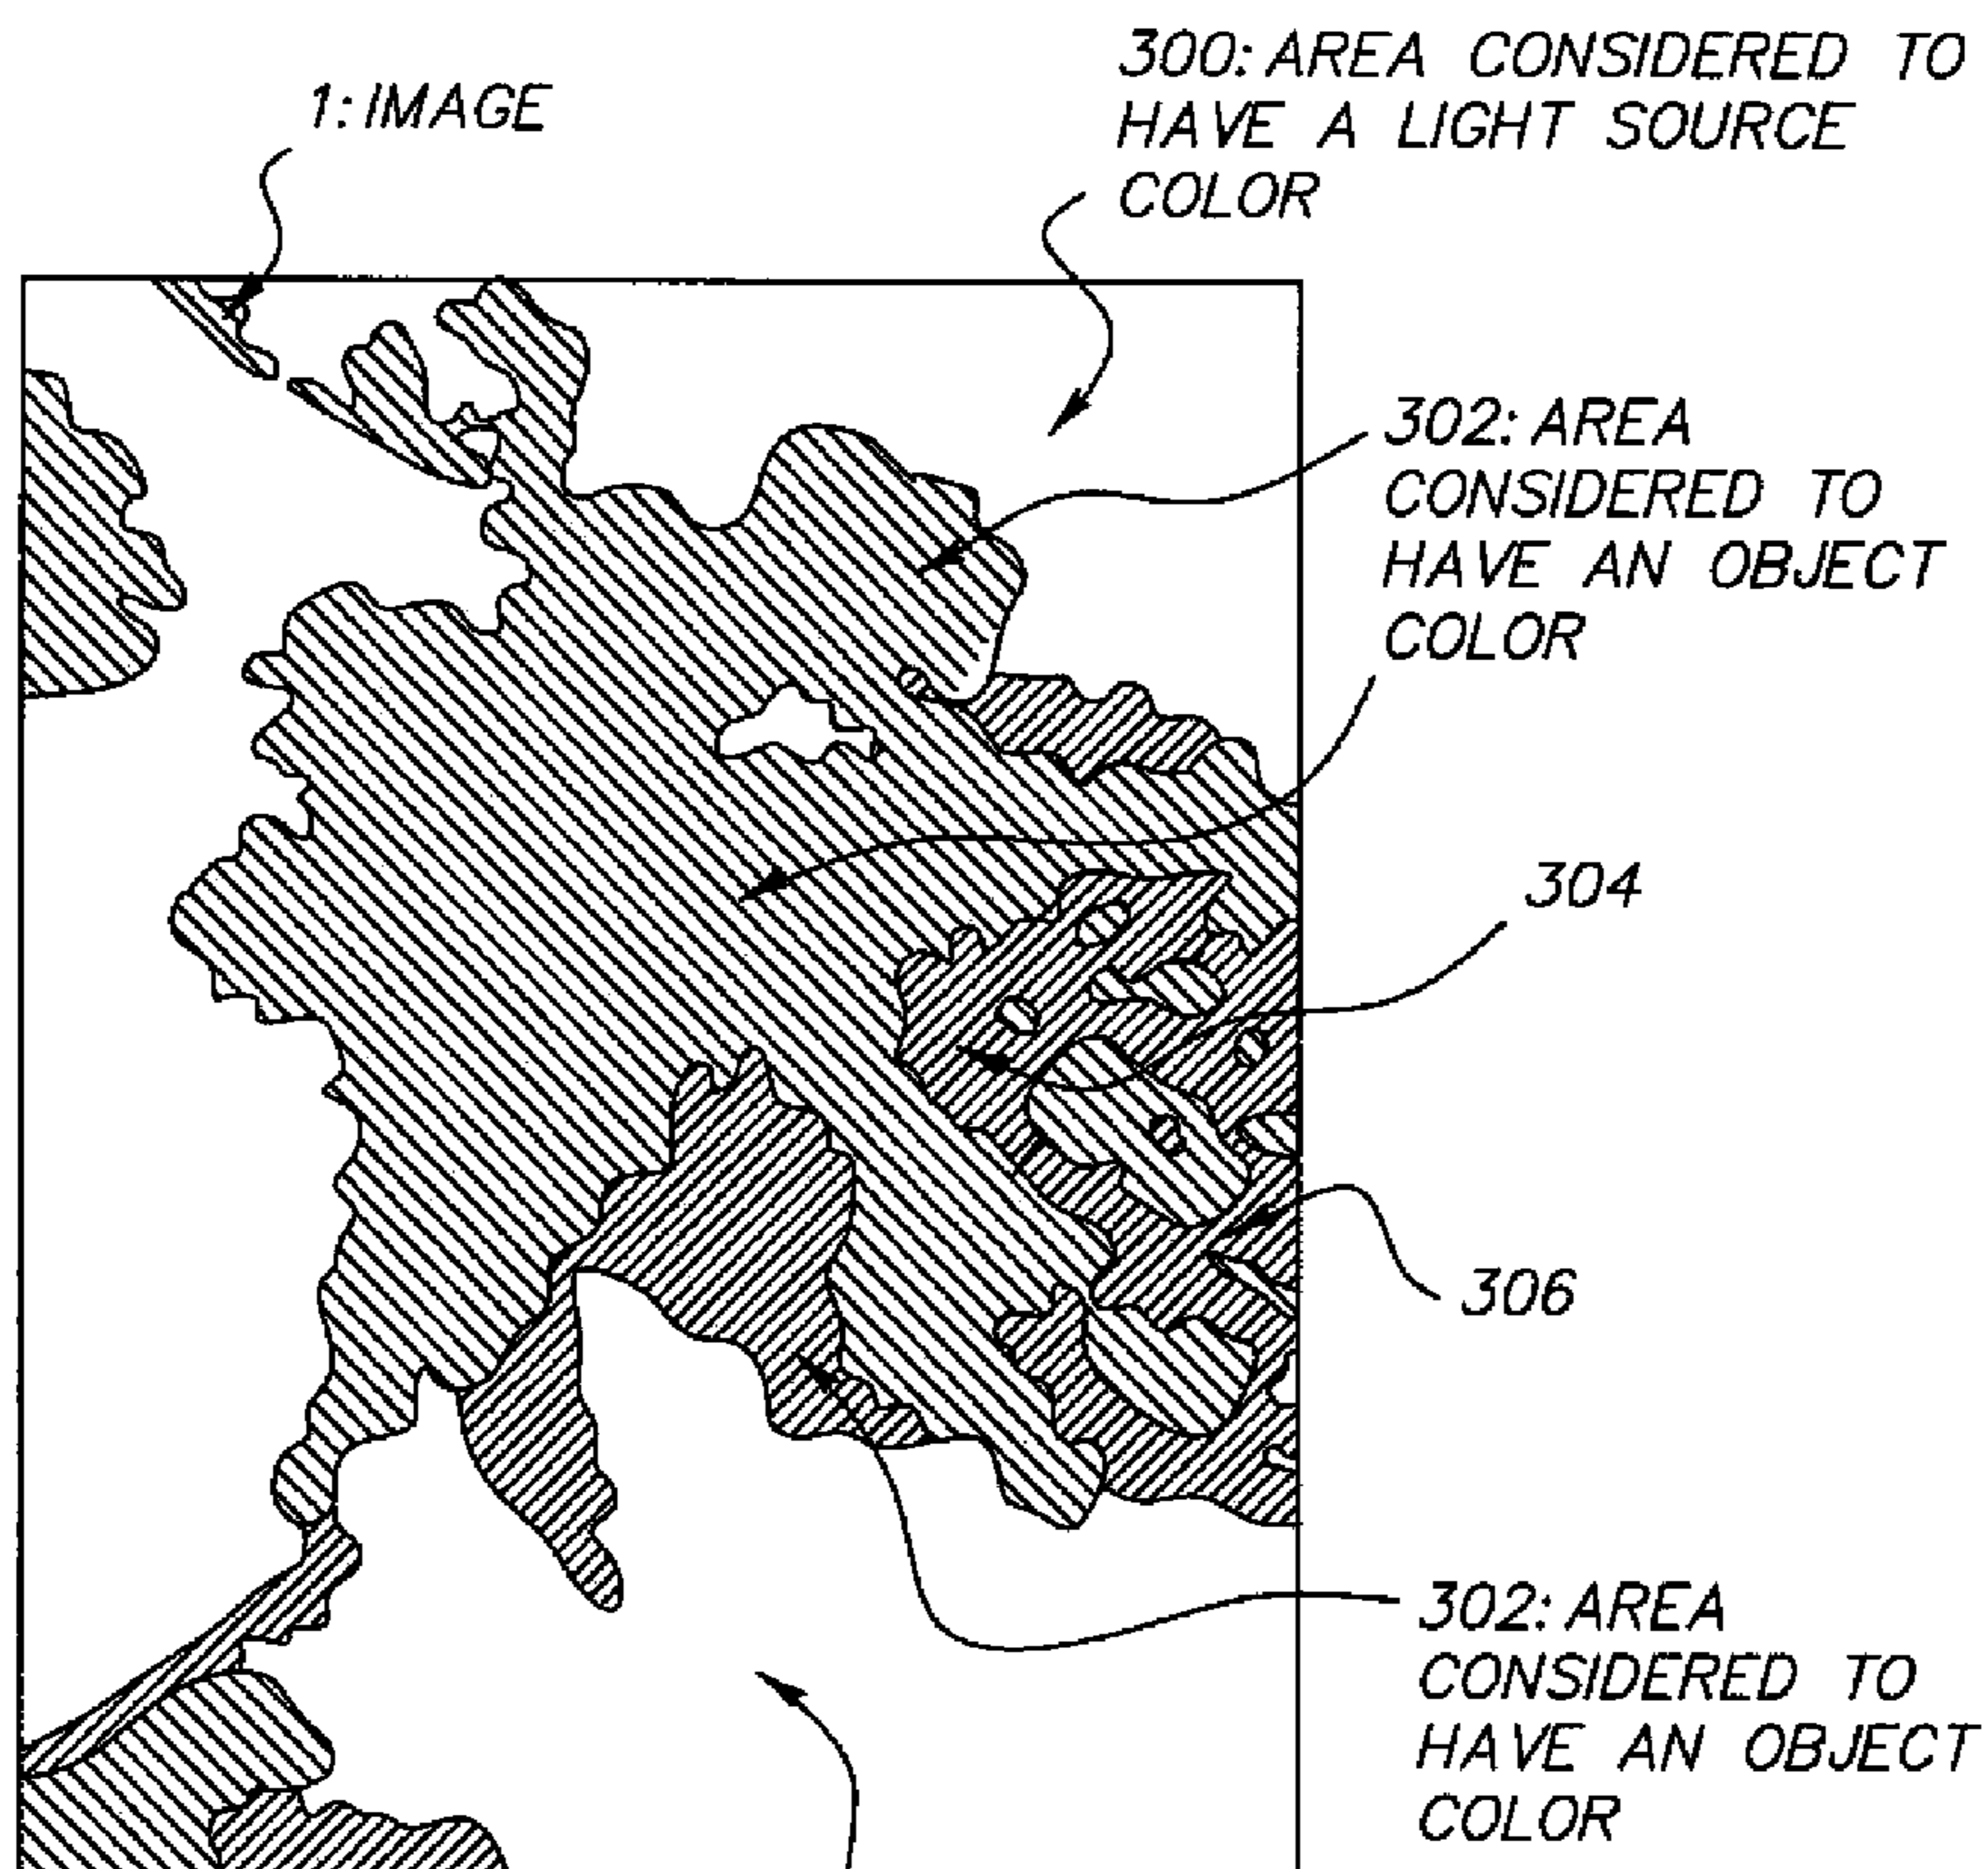 1: IMAGE
300: AREA CONSIDERED TO
HAVE A LIGHT SOURCE
COLOR
302: AREA
CONSIDERED TO
HAVE AN OBJECT
COLOR
304
306
302: AREA
CONSIDERED TO
HAVE AN OBJECT
COLOR